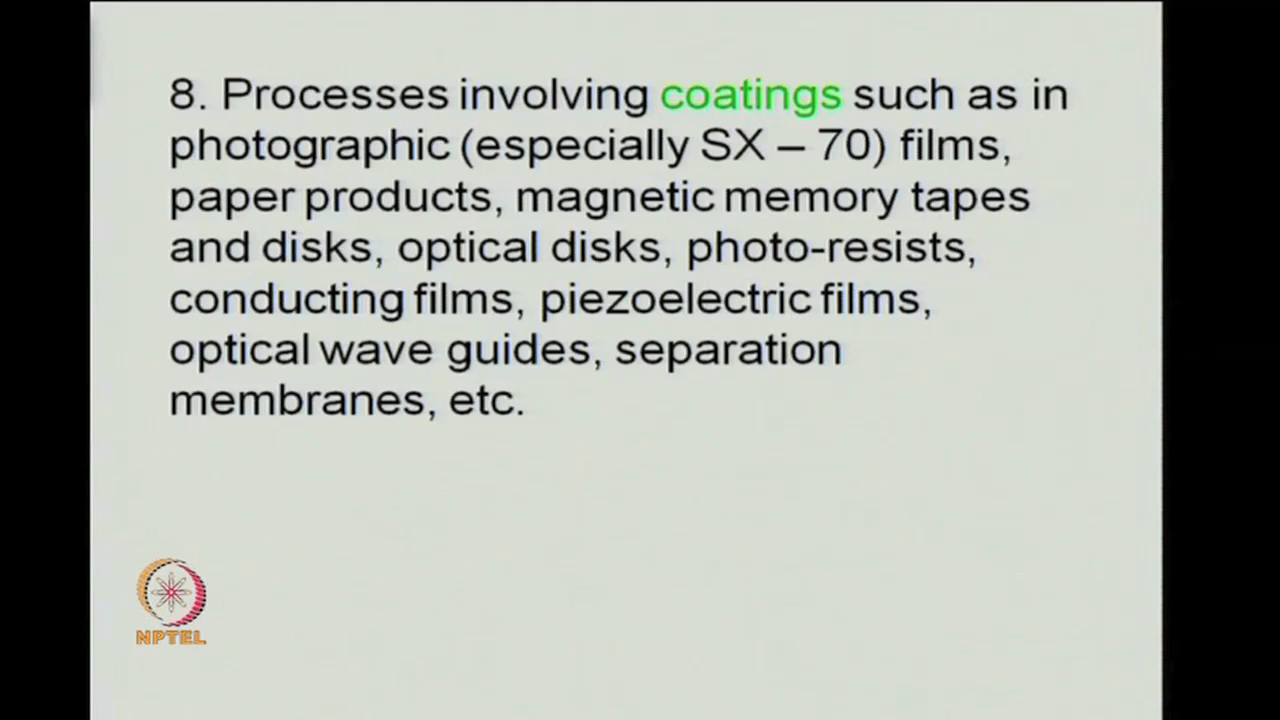 8. Processes involving coatings such as in
photographic (especially SX – 70) films,
paper products, magnetic memory tapes
and disks, optical disks, photo-resists,
conducting films, piezoelectric films,
optical wave guides, separation
membranes, etc.
NPTEL